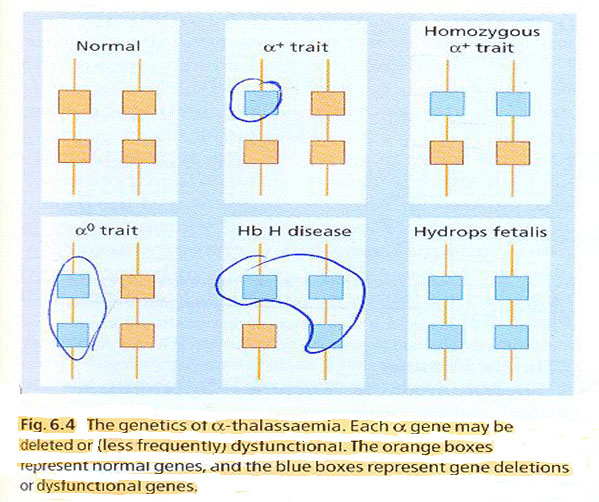 Normal
α⁺ trait
Homozygous
α⁺ trait
α⁰ trait
Hb H disease
Hydrops fetalis
Fig. 6.4 The genetics of α-thalassaemia. Each α gene may be
deleted or (less frequently) dysfunctional. The orange boxes
represent normal genes, and the blue boxes represent gene deletions
or dysfunctional genes.